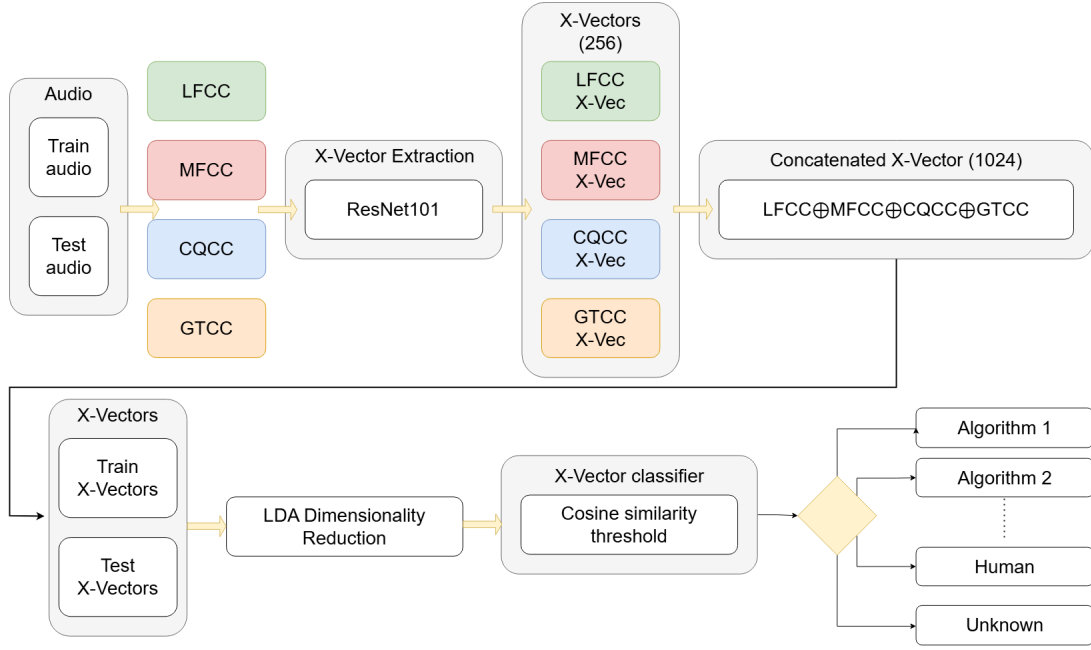 Audio
Train
audio
Test
audio
LFCC
MFCC
CQCC
GTCC
X-Vector Extraction
ResNet101
X-Vectors
(256)
LFCC
X-Vec
MFCC
X-Vec
CQCC
X-Vec
GTCC
X-Vec
Concatenated X-Vector (1024)
LFCC⊕MFCC⊕CQCC⊕GTCC
X-Vectors
Train
X-Vectors
Test
X-Vectors
LDA Dimensionality
Reduction
X-Vector classifier
Cosine similarity
threshold
Algorithm 1
Algorithm 2
Human
Unknown